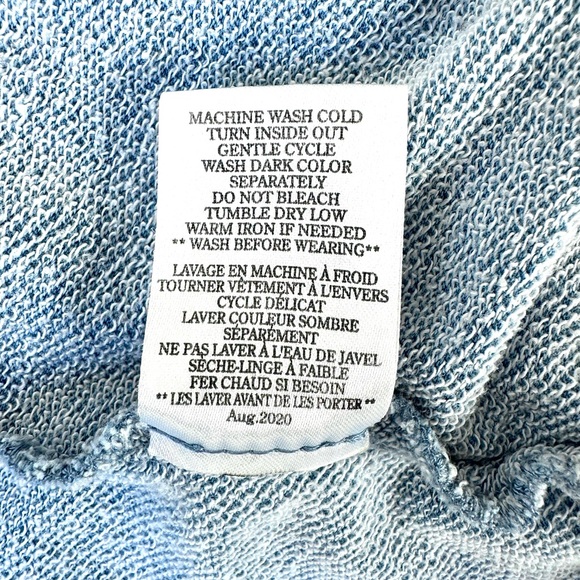 MACHINE WASH COLD
TURN INSIDE OUT
GENTLE CYCLE
WASH DARK COLOR
SEPARATELY
DO NOT BLEACH
TUMBLE DRY LOW
WARM IRON IF NEEDED
** WASH BEFORE WEARING**
LAVAGE EN MACHINE À FROID
TOURNER VÊTEMENT À L'ENVERS
CYCLE DÉLICAT
LAVER COULEUR SOMBRE
SÉPARÉMENT
NE PAS LAVER À L'EAU DE JAVEL
SÈCHE-LINGE À FAIBLE
FER CHAUD SI BESOIN
** LES LAVER AVANT DE LES PORTER **
Aug.2020